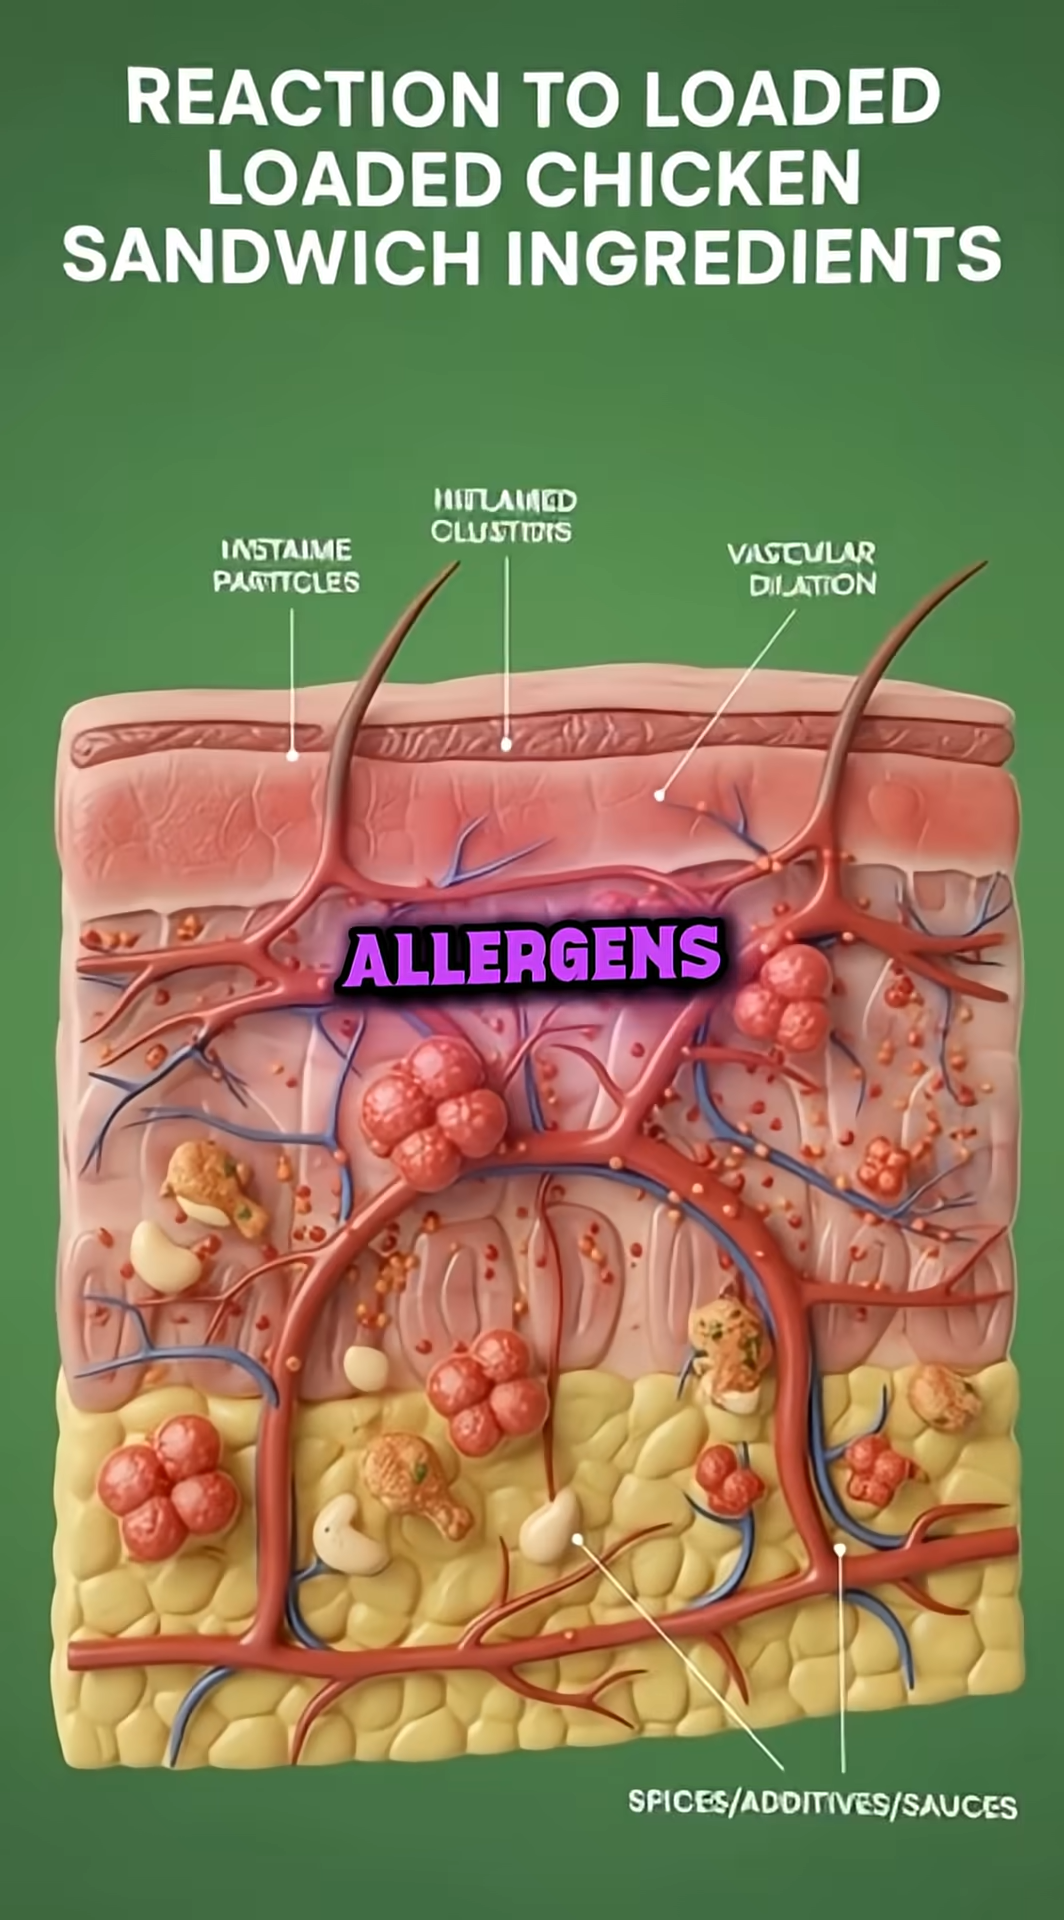 REACTION TO LOADED
LOADED CHICKEN
SANDWICH INGREDIENTS
VASCULAR
DILATION
ALLERGENS
SPICES/ADDITIVES/SAUCES